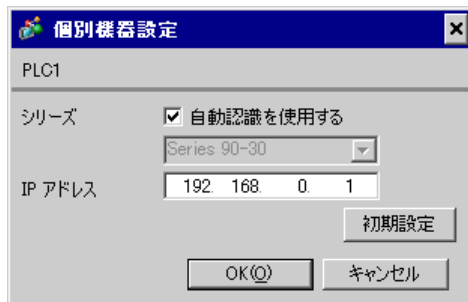 個別機器設定
PLC1
シリーズ
自動認識を使用する
Series 90-30
IP アドレス
192. 168. 0. 1
初期設定
OK(O)
キャンセル